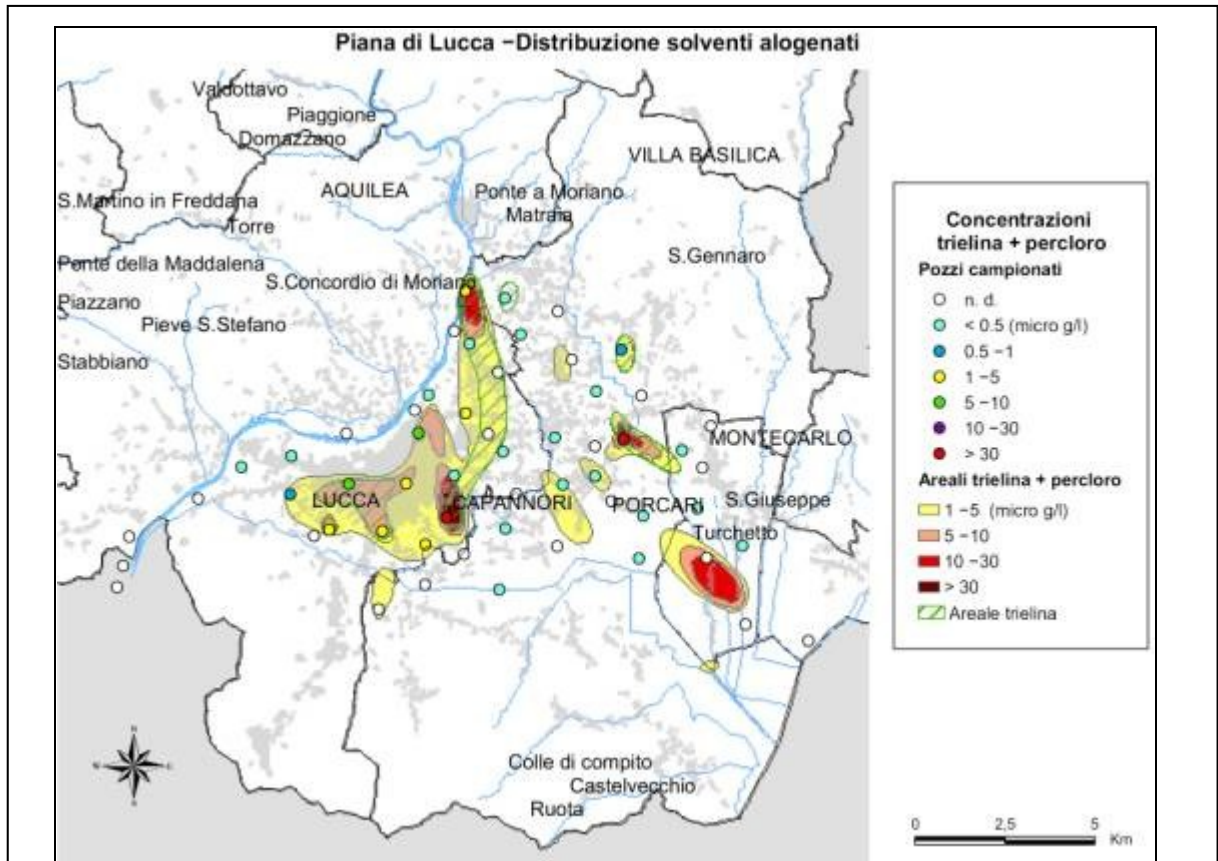 Piana di Lucca −Distribuzione solventi alogenati
Valdottavo
Piaggione
Domazzano
VILLA BASILICA
AQUILEA
Ponte a Moriano
S.Martino in Freddana
Matraia
Torre
Ponte della Maddalena
S.Gennaro
S.Concordio di Moriano
Piazzano
Pieve S.Stefano
Stabbiano
MONTECARLO
LUCCA
CAPANNORI
PORCARI
S.Giuseppe
Turchetto
Colle di compito
Castelvecchio
Ruota
N
Concentrazioni
trielina + percloro
Pozzi campionati
n. d.
< 0.5 (micro g/l)
0.5 −1
1 −5
5 −10
10 −30
> 30
Areali trielina + percloro
1 −5 (micro g/l)
5 −10
10 −30
> 30
Areale trielina
0 2,5 5
Km